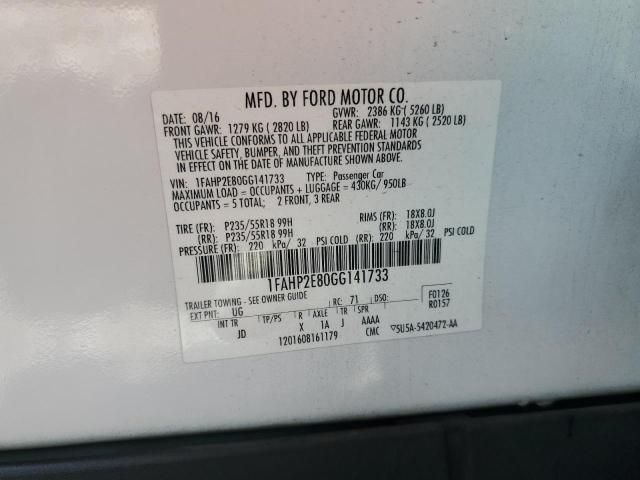 MFD. BY FORD MOTOR CO.
DATE: 08/16 GVWR: 2386 KG ( 5260 LB)
FRONT GAWR: 1279 KG ( 2820 LB) REAR GAWR: 1143 KG ( 2520 LB)
THIS VEHICLE CONFORMS TO ALL APPLICABLE FEDERAL MOTOR
VEHICLE SAFETY, BUMPER, AND THEFT PREVENTION STANDARDS
IN EFFECT ON THE DATE OF MANUFACTURE SHOWN ABOVE.
VIN: 1FAHP2E80GG141733 TYPE: Passenger Car
MAXIMUM LOAD = OCCUPANTS + LUGGAGE = 430KG/ 950LB
OCCUPANTS = 5 TOTAL; 2 FRONT, 3 REAR
TIRE (FR): P235/55R18 99H RIMS (FR): 18X8.0J
(RR): P235/55R18 99H (RR): 18X8.0J
PRESSURE (FR): 220 kPa/ 32 PSI COLD (RR): 220 kPa/ 32 PSI COLD
1FAHP2E80GG141733
TRAILER TOWING - SEE OWNER GUIDE
EXT PNT: UG RC: 71 DSO: F0126
R0157
INT TR TP/PS R AXLE TR SPR
JD X 1A J AAAA
1201608161179 CMC ▽5U5A-5420472-AA